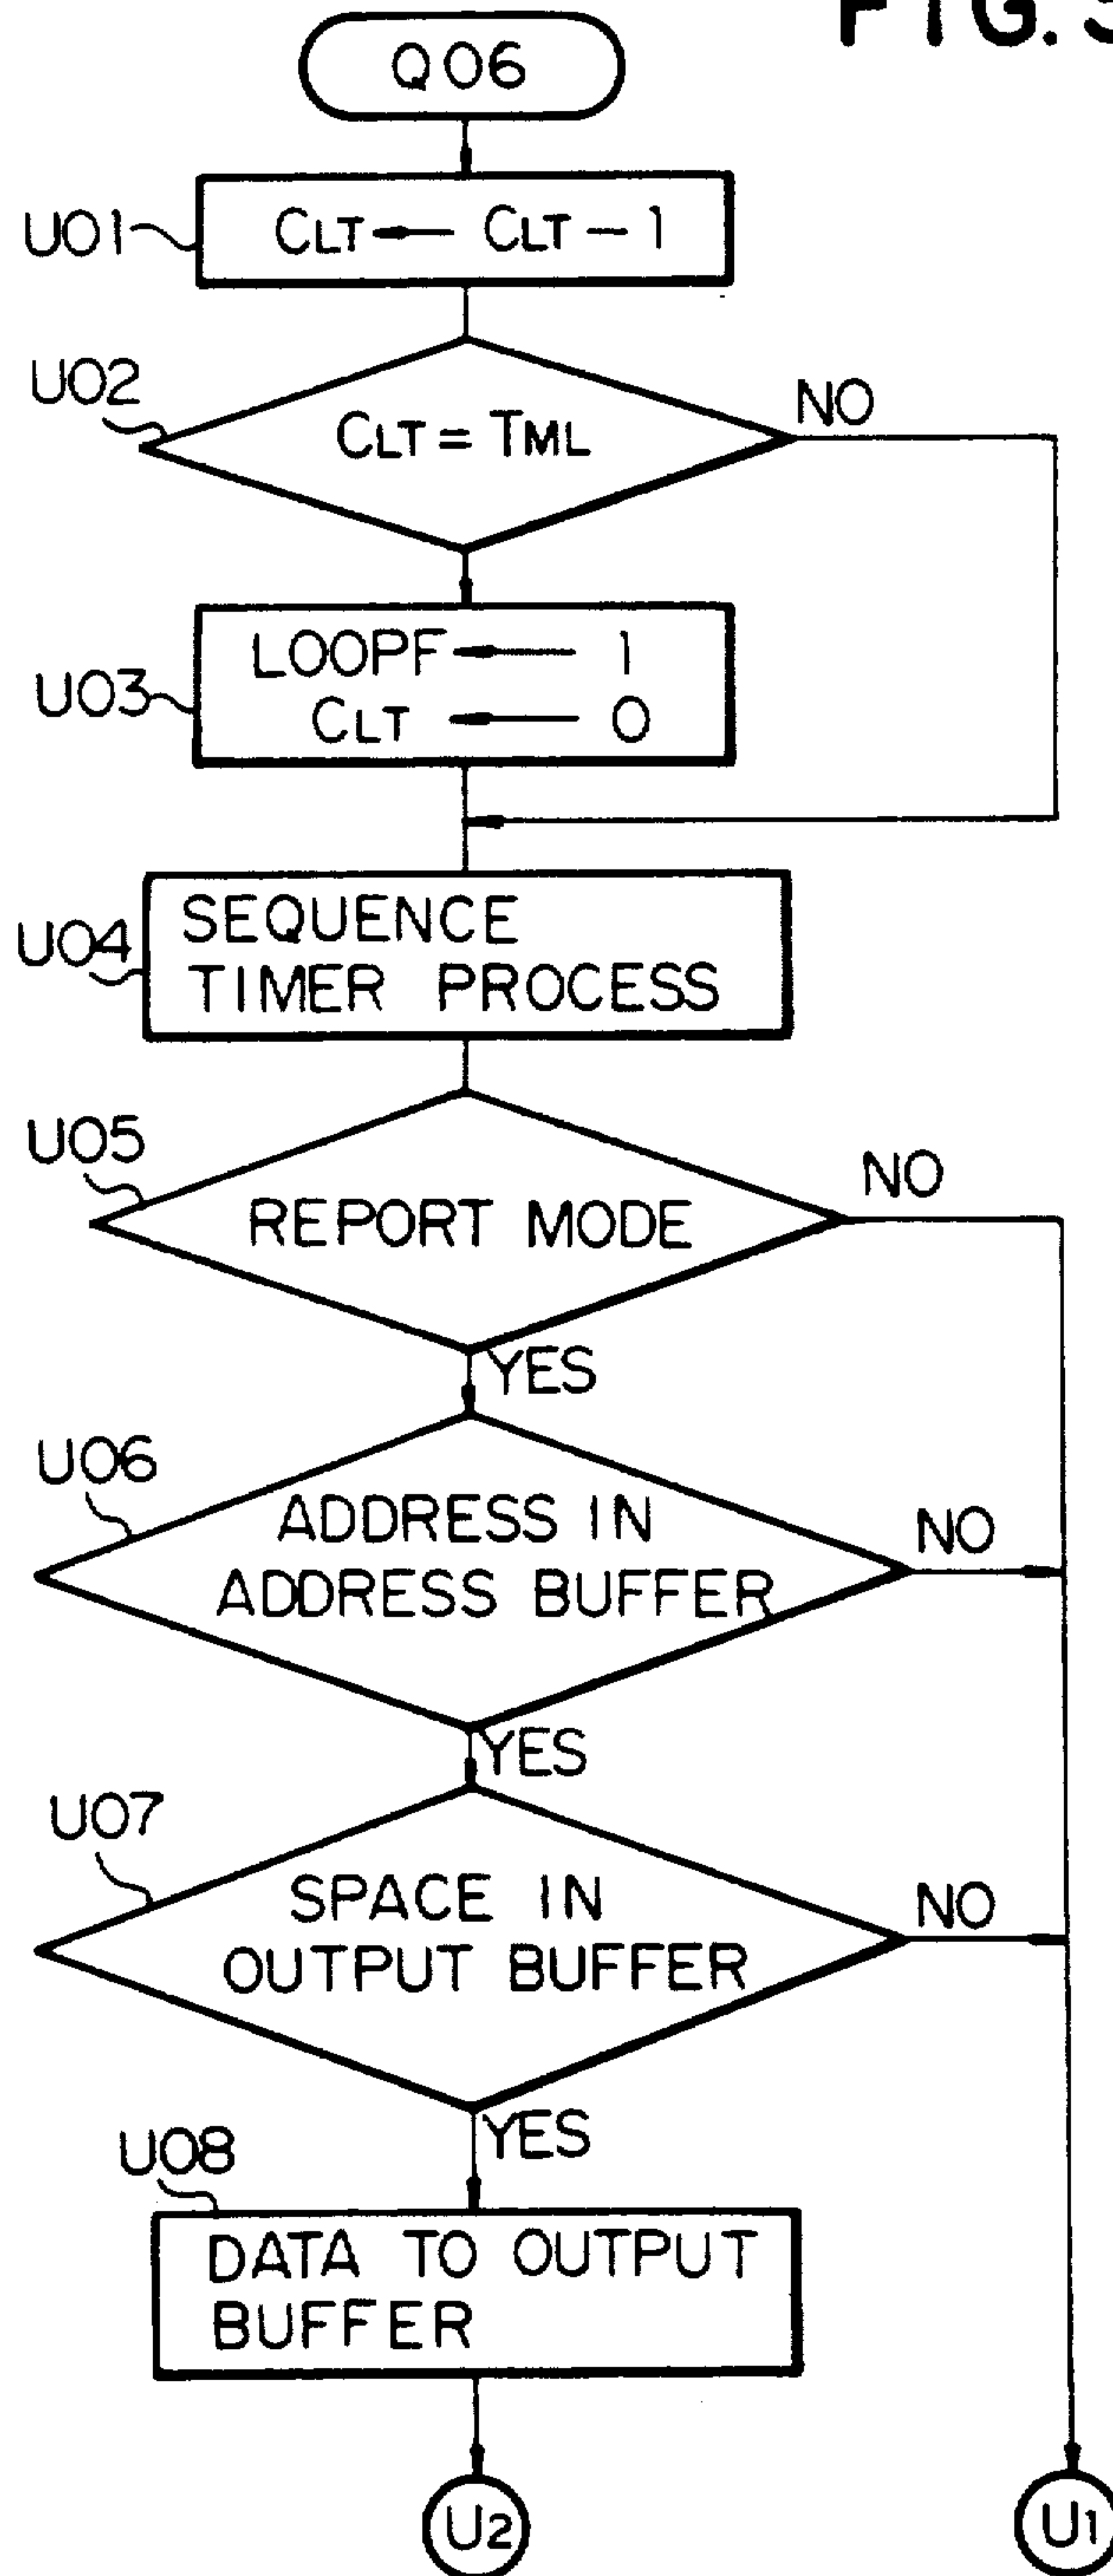 FIG.
Q06
U01
CLT ← CLT − 1
U02
CLT = TML
NO
U03
LOOPF ← 1
CLT ← 0
U04
SEQUENCE
TIMER PROCESS
U05
REPORT MODE
NO
YES
U06
ADDRESS IN
ADDRESS BUFFER
NO
YES
U07
SPACE IN
OUTPUT BUFFER
NO
YES
U08
DATA TO OUTPUT
BUFFER
U2
U1